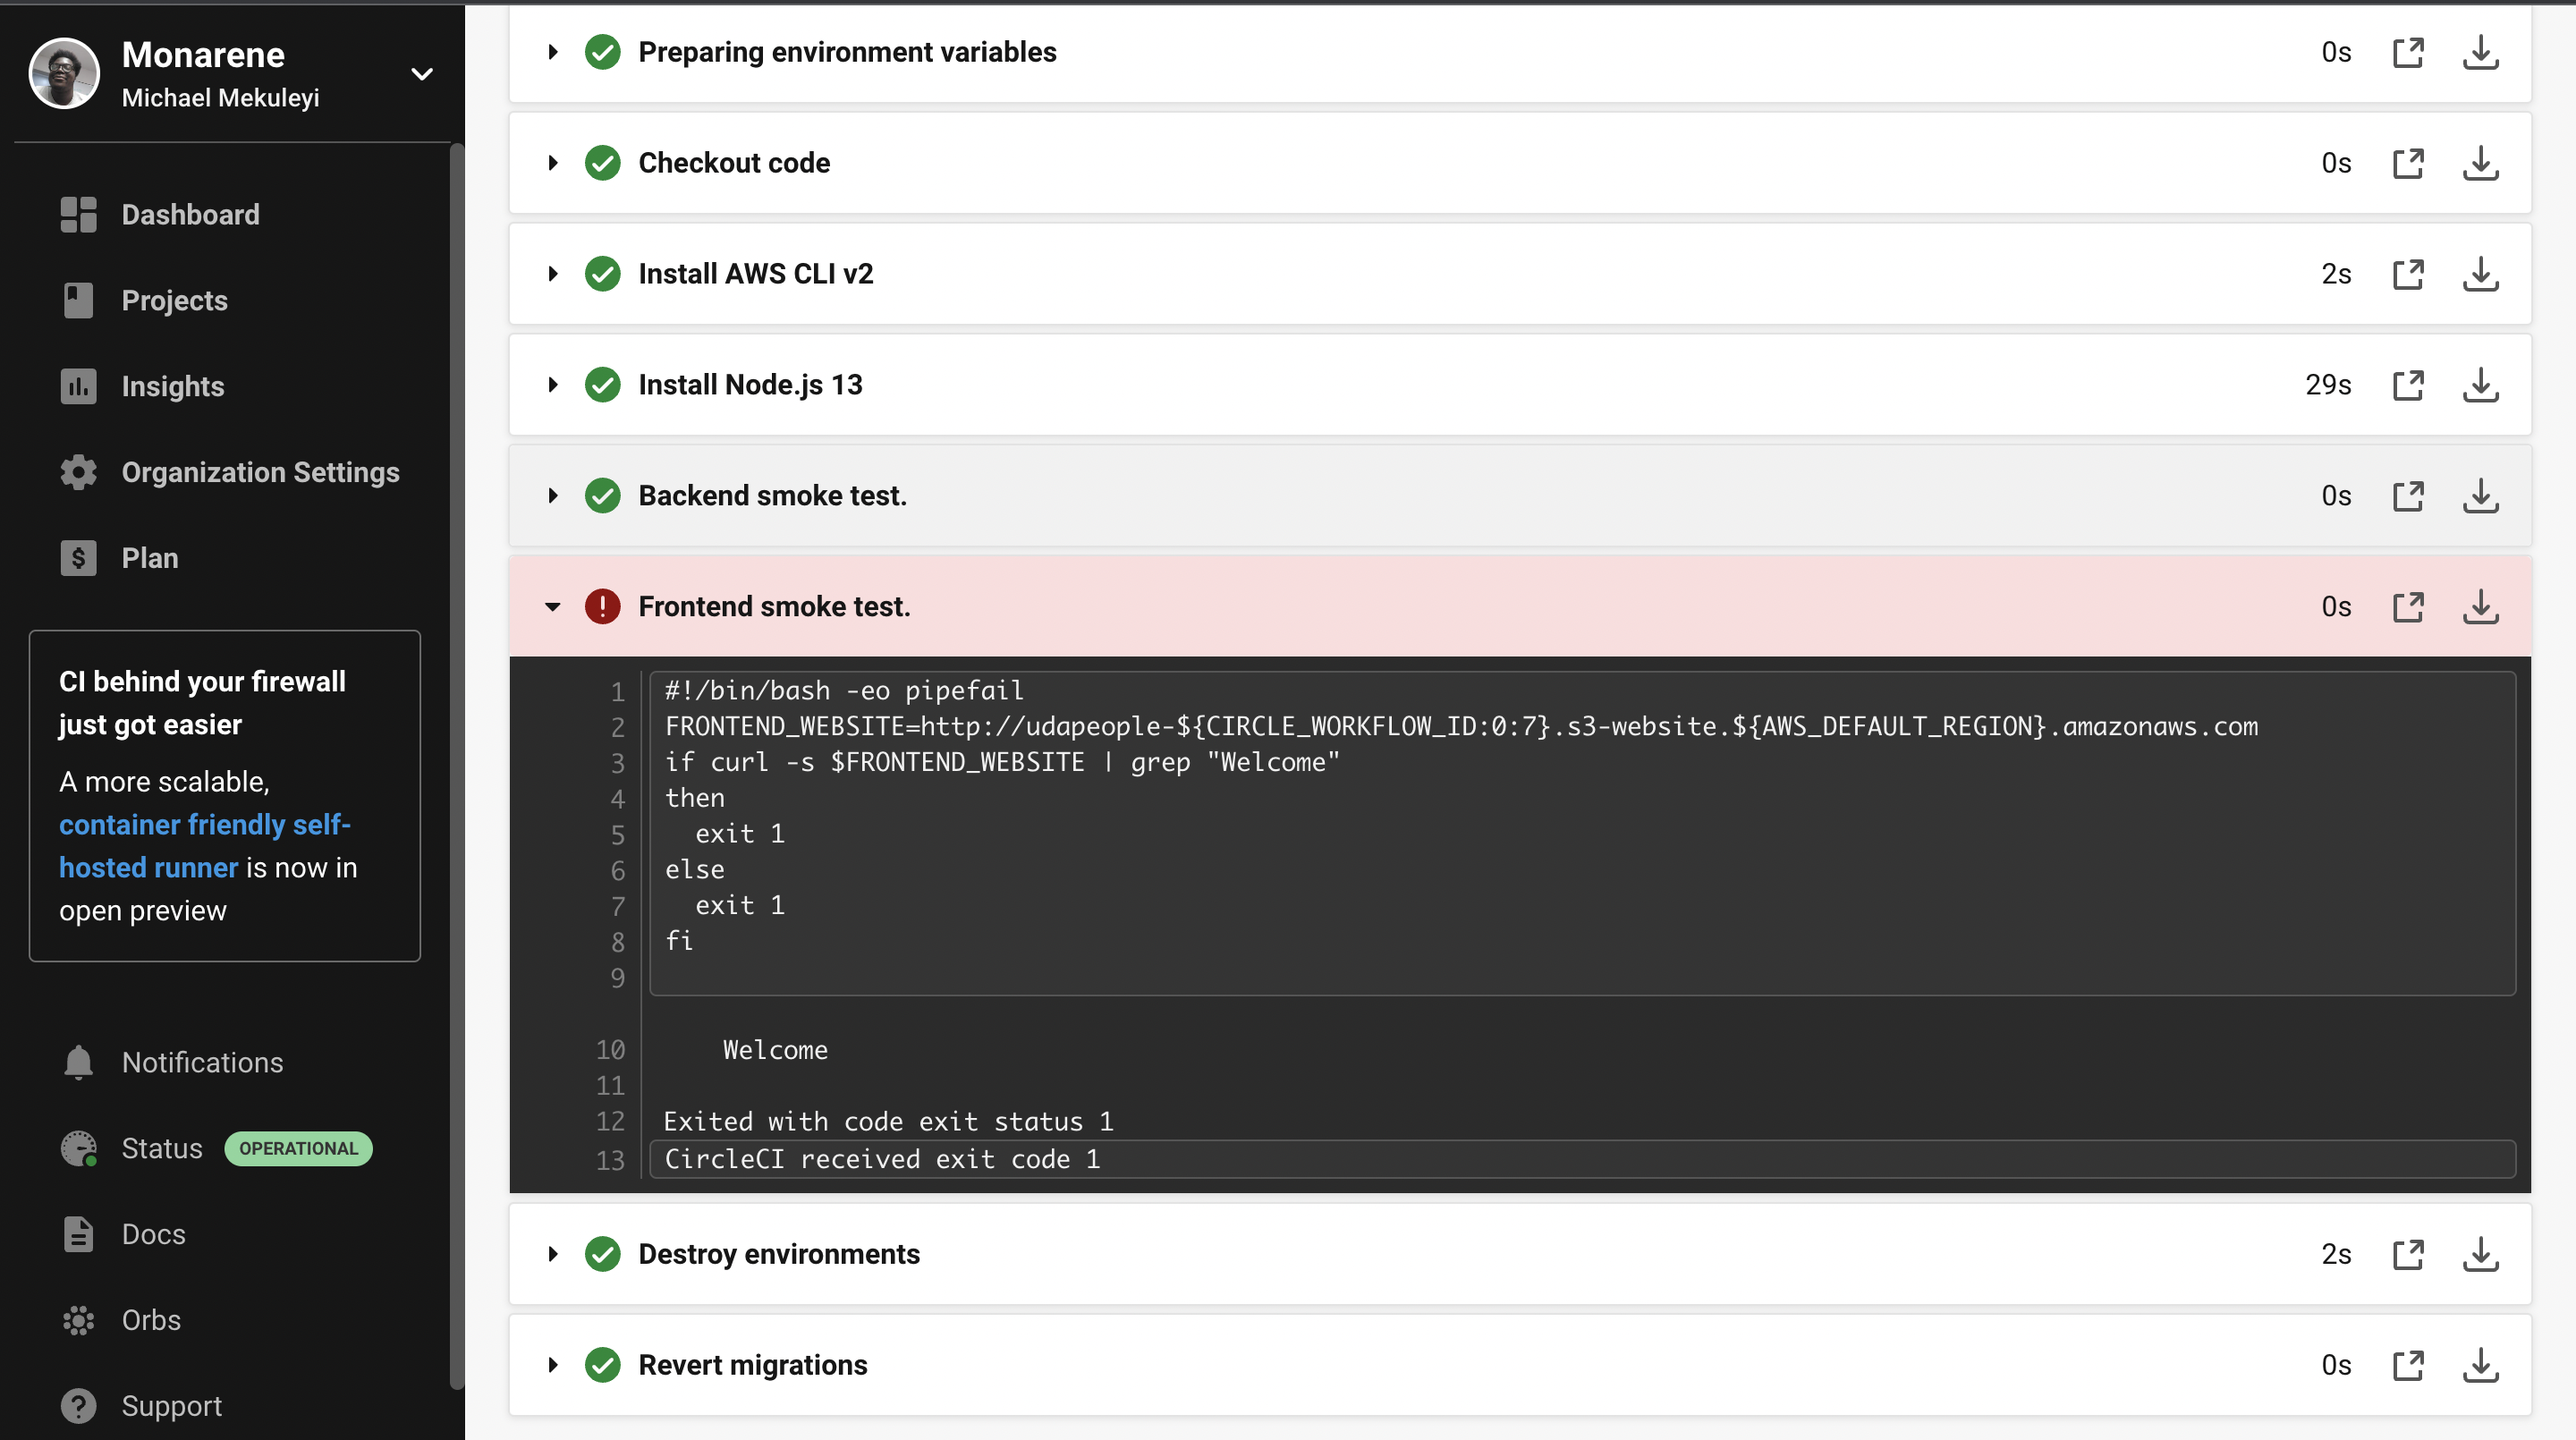 Monarene
Michael Mekuleyi
Dashboard
Projects
Insights
Organization Settings
Plan
CI behind your firewall
just got easier
A more scalable,
container friendly self-
hosted runner is now in
open preview
Notifications
Status OPERATIONAL
Docs
Orbs
Support
Preparing environment variables 0s
Checkout code 0s
Install AWS CLI v2 2s
Install Node.js 13 29s
Backend smoke test. 0s
Frontend smoke test. 0s
1 #!/bin/bash -eo pipefail
2 FRONTEND_WEBSITE=http://udapeople-${CIRCLE_WORKFLOW_ID:0:7}.s3-website.${AWS_DEFAULT_REGION}.amazonaws.com
3 if curl -s $FRONTEND_WEBSITE | grep "Welcome"
4 then
5   exit 1
6 else
7   exit 1
8 fi
9
10     Welcome
11
12 Exited with code exit status 1
13 CircleCI received exit code 1
Destroy environments 2s
Revert migrations 0s